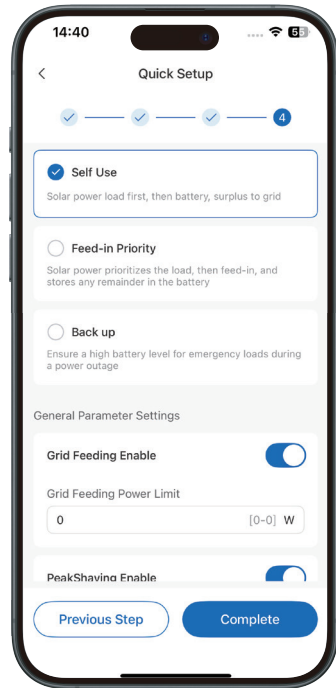 14:40
55
Quick Setup
4
Self Use
Solar power load first, then battery, surplus to grid
Feed-in Priority
Solar power prioritizes the load, then feed-in, and
stores any remainder in the battery
Back up
Ensure a high battery level for emergency loads during
a power outage
General Parameter Settings
Grid Feeding Enable
Grid Feeding Power Limit
0 [0-0] W
PeakShaving Enable
Previous Step Complete